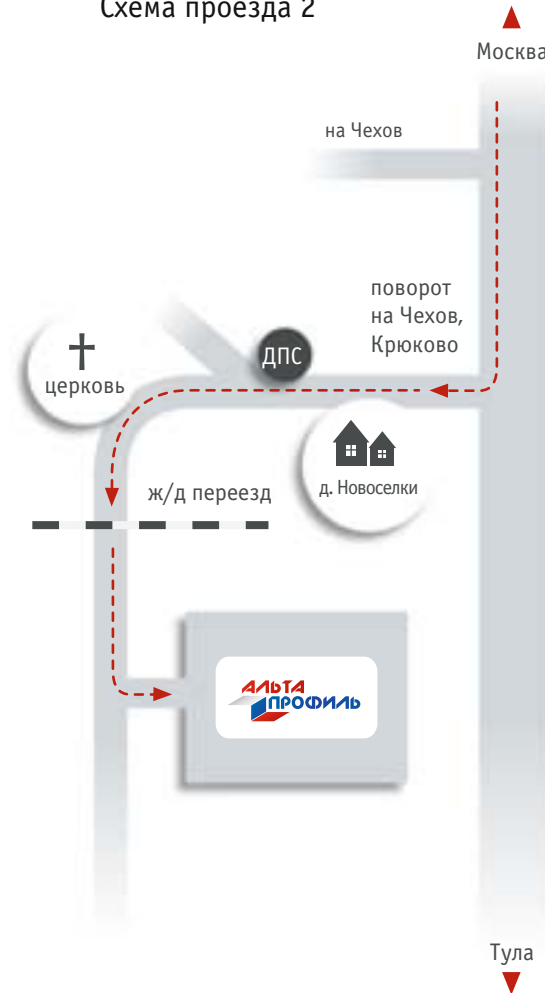 Схема проезда 2
Москва
на Чехов
поворот
на Чехов,
Крюково
ДПС
церковь
д. Новоселки
ж/д переезд
АЛЬТА
ПРОФИЛЬ
Тула